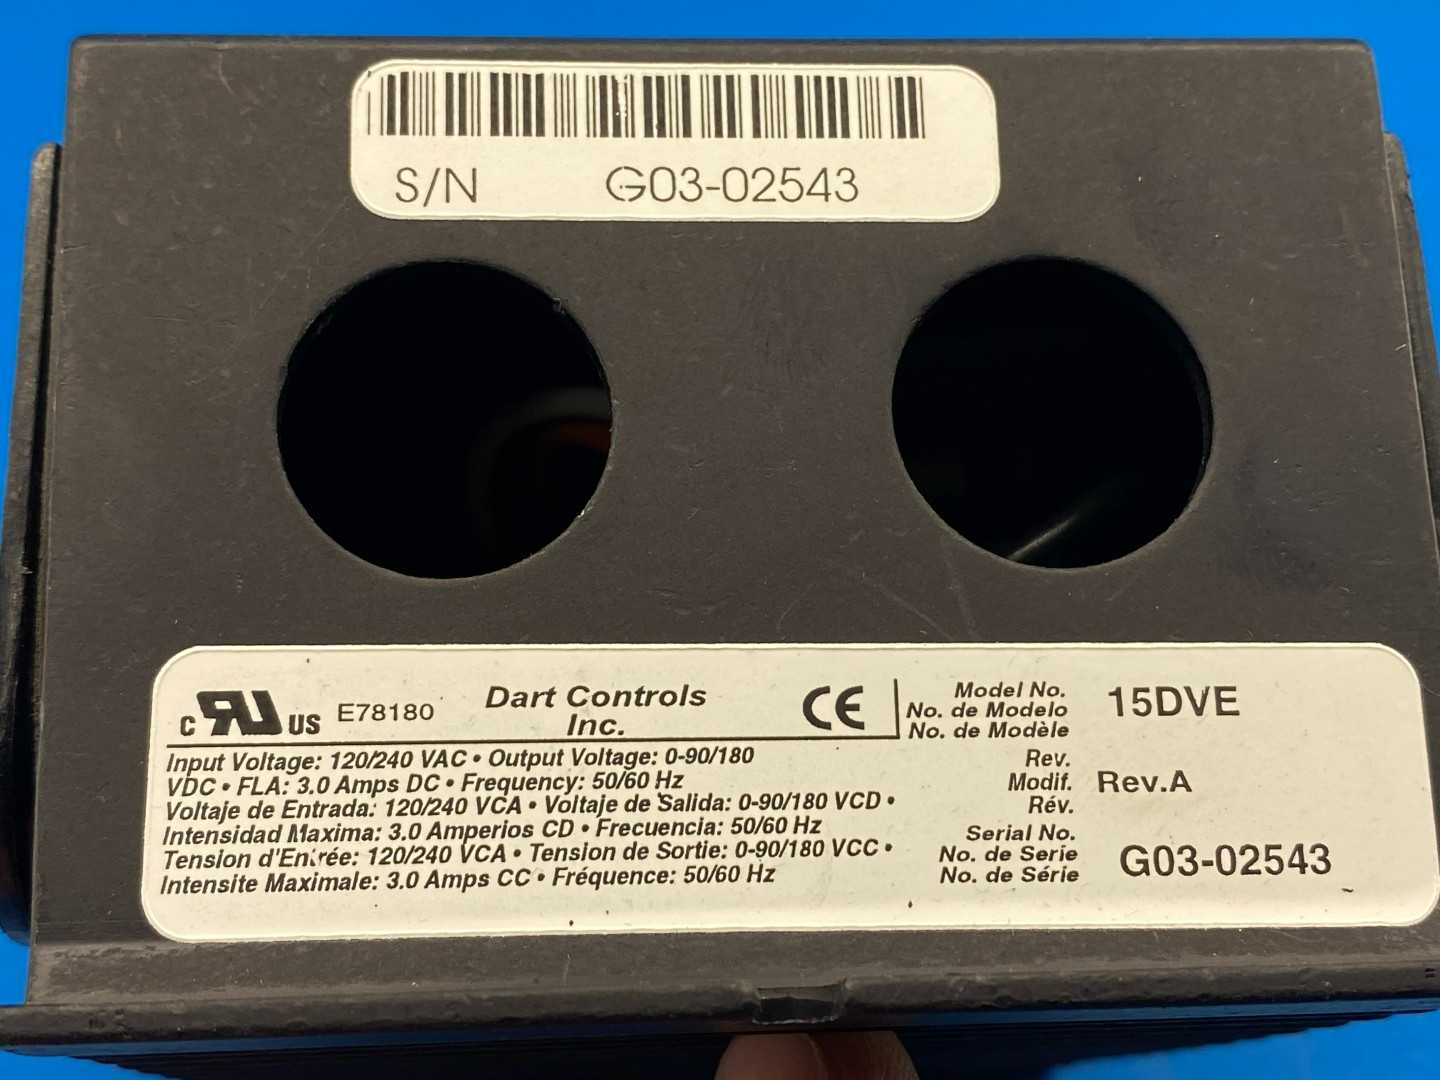 S/N G03-02543
c RU US E78180 Dart Controls Inc. CE
Model No. 15DVE
No. de Modelo
No. de Modèle
Input Voltage: 120/240 VAC • Output Voltage: 0-90/180
VDC • FLA: 3.0 Amps DC • Frequency: 50/60 Hz
Voltaje de Entrada: 120/240 VCA • Voltaje de Salida: 0-90/180 VCD •
Intensidad Maxima: 3.0 Amperios CD • Frecuencia: 50/60 Hz
Tension d'Entrée: 120/240 VCA • Tension de Sortie: 0-90/180 VCC •
Intensite Maximale: 3.0 Amps CC • Fréquence: 50/60 Hz
Rev.
Modif. Rev.A
Rév.
Serial No.
No. de Serie G03-02543
No. de Série